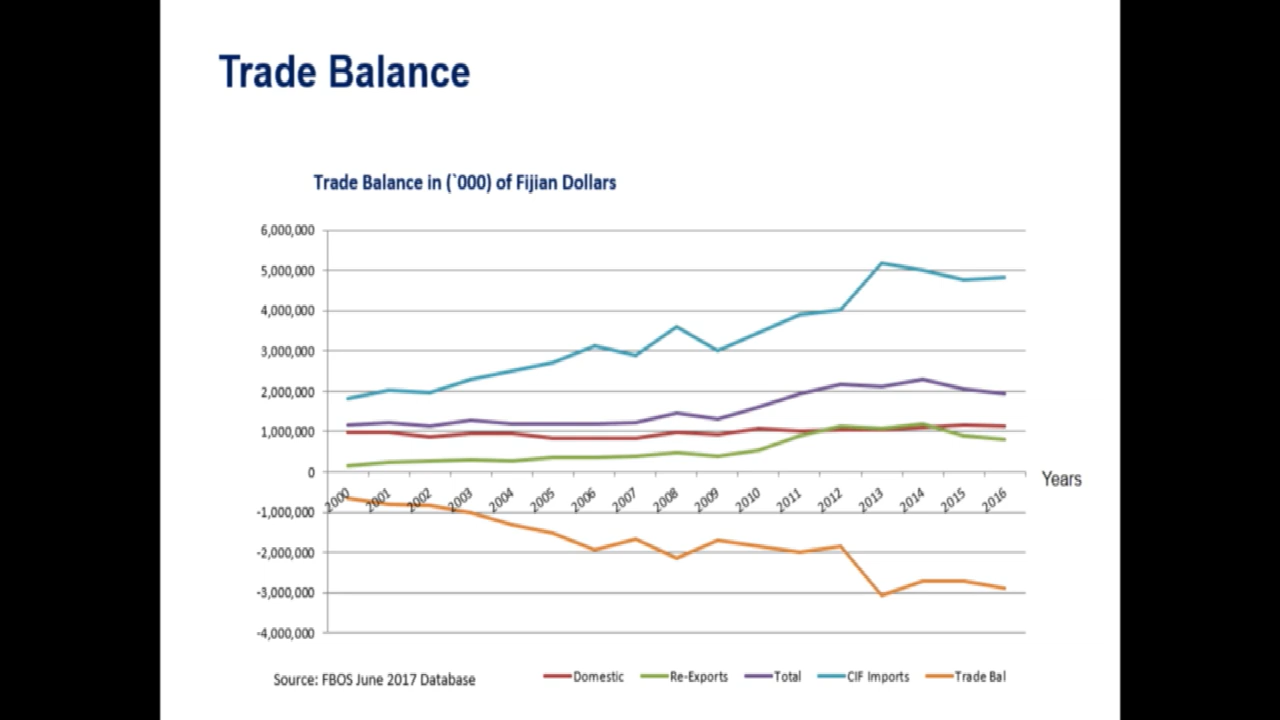 Trade Balance
Trade Balance in (`000) of Fijian Dollars
6,000,000
5,000,000
4,000,000
3,000,000
2,000,000
1,000,000
0
-1,000,000
-2,000,000
-3,000,000
-4,000,000
2000 2001 2002 2003 2004 2005 2006 2007 2008 2009 2010 2011 2012 2013 2014 2015 2016
Years
Source: FBOS June 2017 Database
Domestic Re-Exports Total CIF Imports Trade Bal